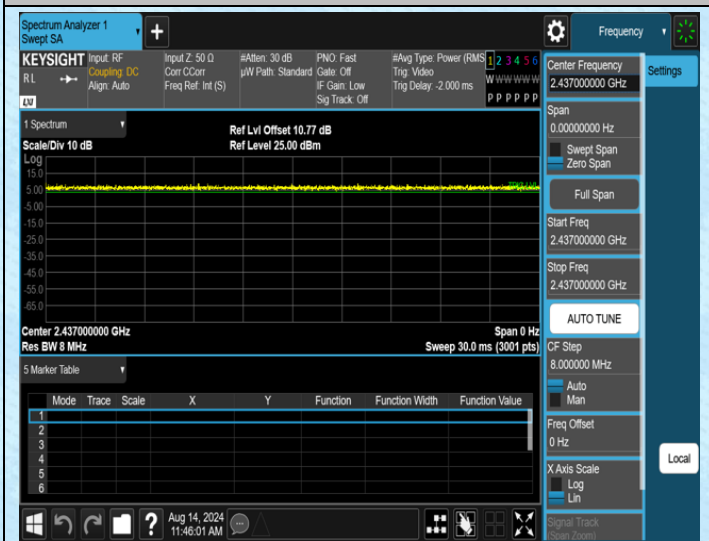 Spectrum Analyzer 1
Swept SA
Frequency
KEYSIGHT
RL
LXI
Input: RF
Coupling: DC
Align: Auto
Input Z: 50 Ω
Corr CCorr
Freq Ref: Int (S)
#Atten: 30 dB
µW Path: Standard
PNO: Fast
Gate: Off
IF Gain: Low
Sig Track: Off
#Avg Type: Power (RMS
Trig: Video
Trig Delay: -2.000 ms
1 2 3 4 5 6
W W W W W W
P P P P P P
1 Spectrum
Scale/Div 10 dB
Ref Lvl Offset 10.77 dB
Ref Level 25.00 dBm
Log
15.0
5.00
-5.00
-15.0
-25.0
-35.0
-45.0
-55.0
-65.0
Center 2.437000000 GHz
Span 0 Hz
Res BW 8 MHz
Sweep 30.0 ms (3001 pts)
5 Marker Table
Mode Trace Scale X Y Function Function Width Function Value
1
2
3
4
5
6
Aug 14, 2024
11:46:01 AM
Center Frequency
2.437000000 GHz
Span
0.00000000 Hz
Swept Span
Zero Span
Full Span
Start Freq
2.437000000 GHz
Stop Freq
2.437000000 GHz
AUTO TUNE
CF Step
8.000000 MHz
Auto
Man
Freq Offset
0 Hz
X Axis Scale
Log
Lin
Signal Track
(Span Zoom)
Settings
Local